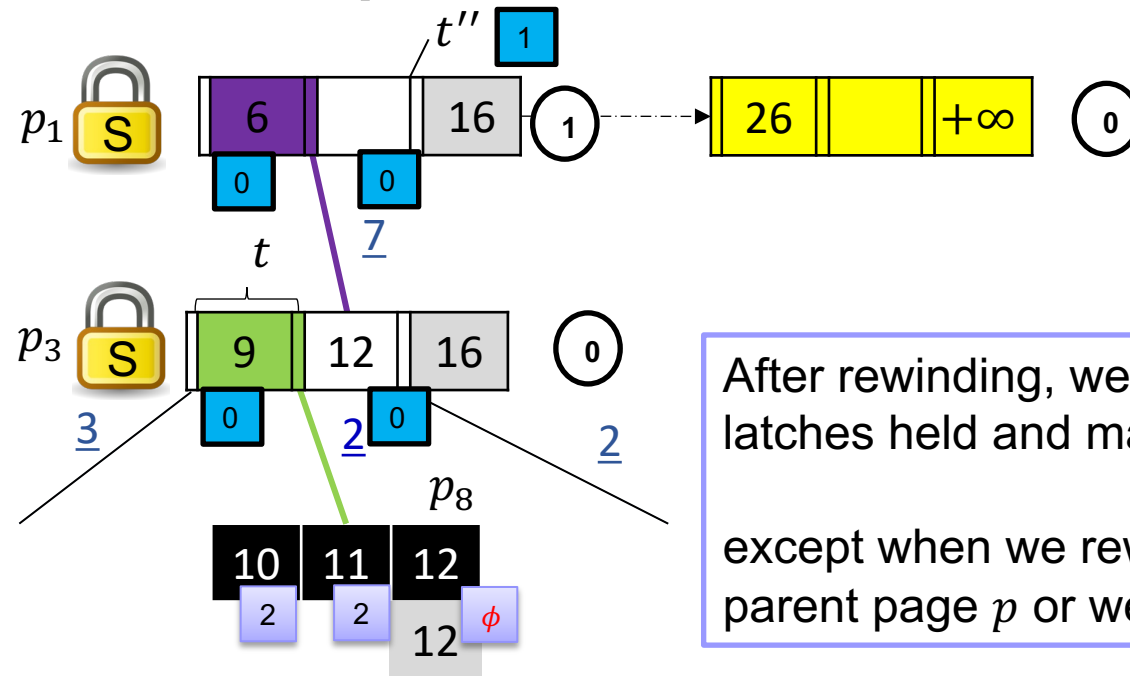 t″ 1
p₁ S 6 16 1 26 +∞ 0
0 0
7
t
p₃ S 9 12 16 0
3 0 2 0 2
p₈
10 11 12
2 2 ϕ
12
After rewinding, we
latches held and ma
except when we rew
parent page p or we